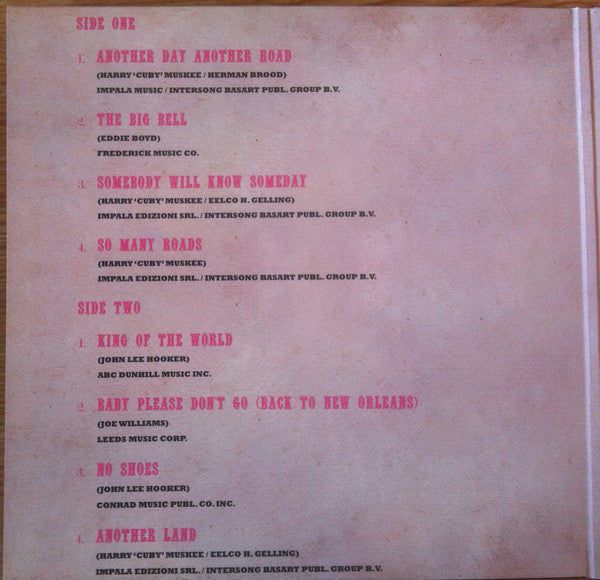 SIDE ONE
1. ANOTHER DAY ANOTHER ROAD
(HARRY 'CUBY' MUSKEE / HERMAN BROOD)
IMPALA MUSIC / INTERSONG BASART PUBL. GROUP B.V.
2. THE BIG BELL
(EDDIE BOYD)
FREDERICK MUSIC CO.
3. SOMEBODY WILL KNOW SOMEDAY
(HARRY 'CUBY' MUSKEE / EELCO H. GELLING)
IMPALA EDIZIONI SRL. / INTERSONG BASART PUBL. GROUP B.V.
4. SO MANY ROADS
(HARRY 'CUBY' MUSKEE)
IMPALA EDIZIONI SRL. / INTERSONG BASART PUBL. GROUP B.V.
SIDE TWO
1. KING OF THE WORLD
(JOHN LEE HOOKER)
ABC DUNHILL MUSIC INC.
2. BABY PLEASE DON'T GO (BACK TO NEW ORLEANS)
(JOE WILLIAMS)
LEEDS MUSIC CORP.
3. NO SHOES
(JOHN LEE HOOKER)
CONRAD MUSIC PUBL. CO. INC.
4. ANOTHER LAND
(HARRY 'CUBY' MUSKEE / EELCO H. GELLING)
IMPALA EDIZIONI SRL. / INTERSONG BASART PUBL. GROUP B.V.